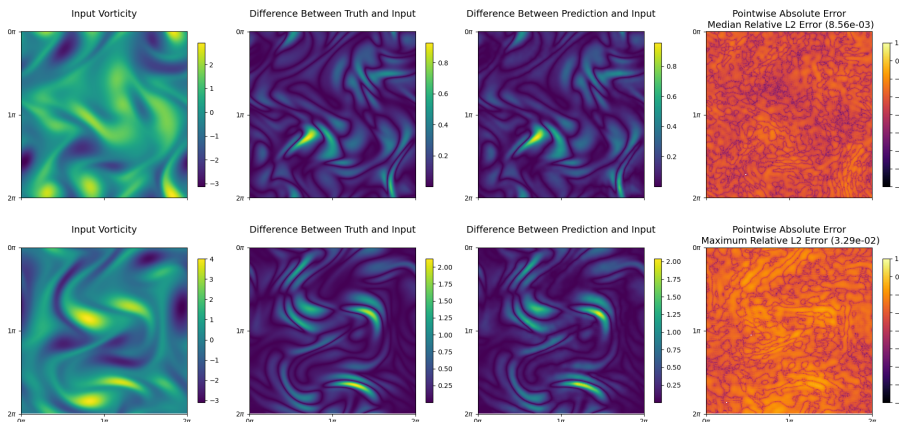 Input Vorticity
Difference Between Truth and Input
Difference Between Prediction and Input
Pointwise Absolute Error
Median Relative L2 Error (8.56e-03)
0π
1π
2π
2
1
0
−1
−2
−3
0.8
0.6
0.4
0.2
0.8
0.6
0.4
0.2
0π
1π
2π
Input Vorticity
Difference Between Truth and Input
Difference Between Prediction and Input
Pointwise Absolute Error
Maximum Relative L2 Error (3.29e-02)
0π
1π
2π
4
3
2
1
0
−1
−2
−3
2.00
1.75
1.50
1.25
1.00
0.75
0.50
0.25
2.00
1.75
1.50
1.25
1.00
0.75
0.50
0.25
0π
1π
2π